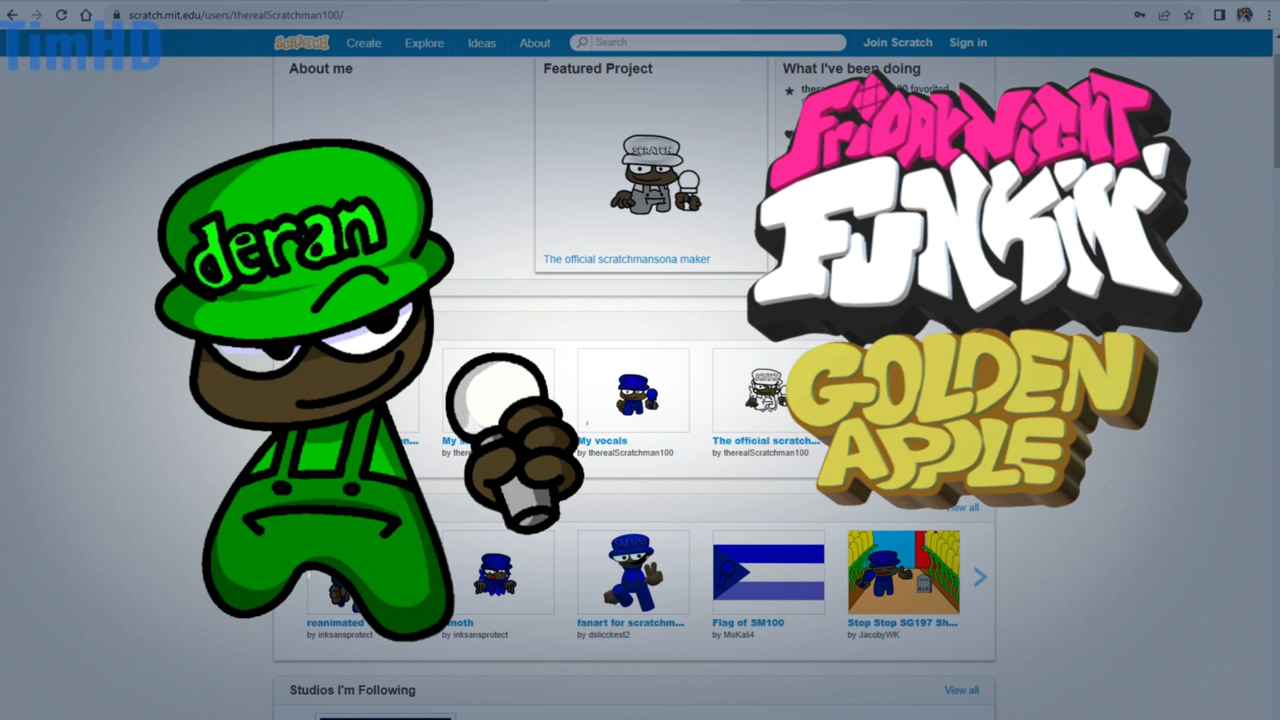 scratch.mit.edu/users/therealScratchman100/
TimHD
SCRATCH Create Explore Ideas About Search Join Scratch Sign in
About me Featured Project What I've been doing
FRIDAY NIGHT
FUNKIN'
GOLDEN
APPLE
deran
SCRATCH
The official scratchmansona maker
My vocals The official scratch...
by therealScratchman100 by therealScratchman100
View all
SM100
reanimated fanart for scratchm... Flag of SM100 Stop Stop SG197 Sh...
by inksansprotect by inksansprotect by dslicckest2 by MoKali4 by JacobyWK
Studios I'm Following View all